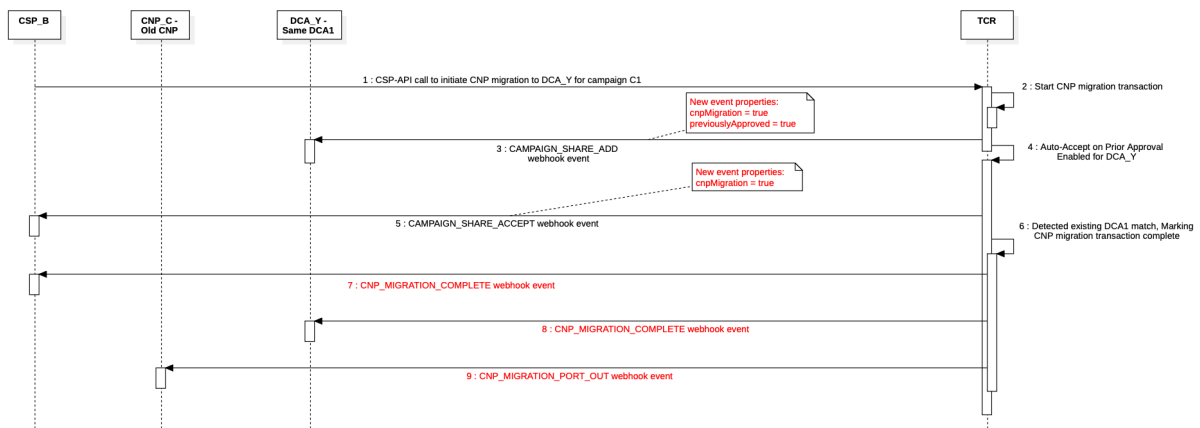 CSP_B
CNP_C -
Old CNP
DCA_Y -
Same DCA1
TCR
1 : CSP-API call to initiate CNP migration to DCA_Y for campaign C1
2 : Start CNP migration transaction
New event properties:
cnpMigration = true
previouslyApproved = true
3 : CAMPAIGN_SHARE_ADD
webhook event
4 : Auto-Accept on Prior Approval
Enabled for DCA_Y
New event properties:
cnpMigration = true
5 : CAMPAIGN_SHARE_ACCEPT webhook event
6 : Detected existing DCA1 match, Marking
CNP migration transaction complete
7 : CNP_MIGRATION_COMPLETE webhook event
8 : CNP_MIGRATION_COMPLETE webhook event
9 : CNP_MIGRATION_PORT_OUT webhook event